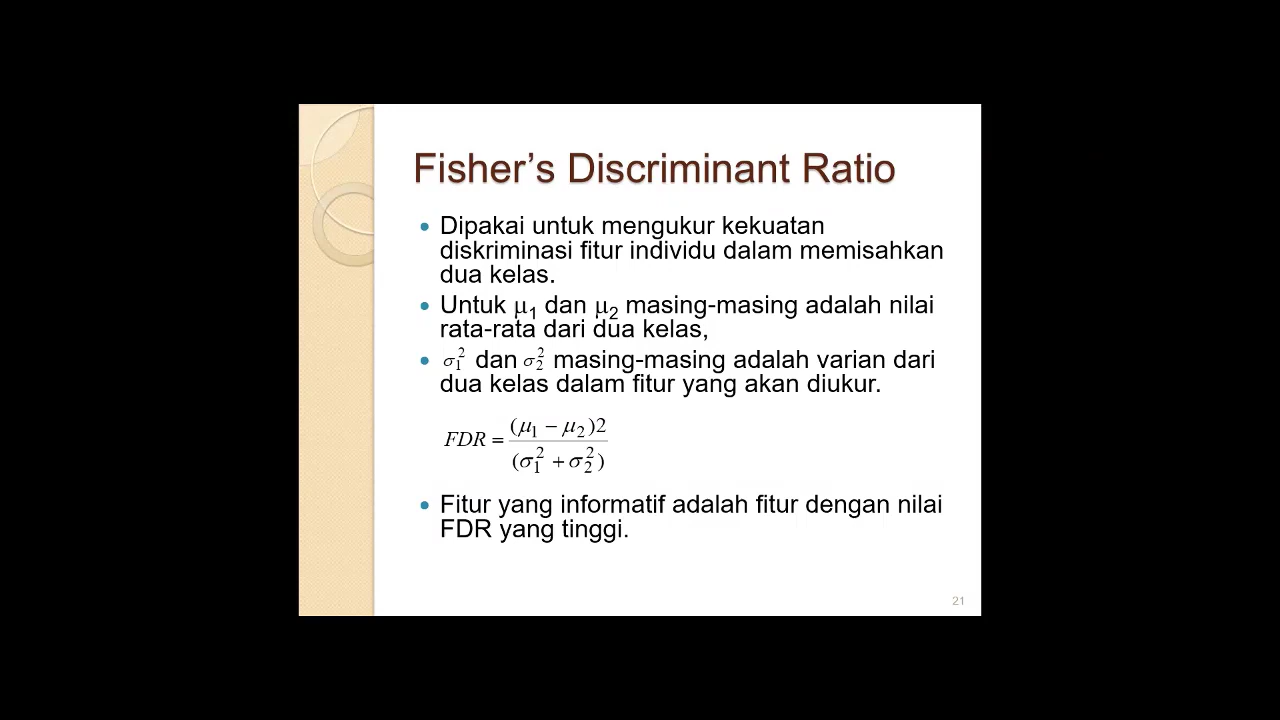 Fisher’s Discriminant Ratio
• Dipakai untuk mengukur kekuatan
diskriminasi fitur individu dalam memisahkan
dua kelas.
• Untuk μ₁ dan μ₂ masing-masing adalah nilai
rata-rata dari dua kelas,
• σ₁² dan σ₂² masing-masing adalah varian dari
dua kelas dalam fitur yang akan diukur.
FDR = (μ₁ − μ₂)2 / (σ₁² + σ₂²)
• Fitur yang informatif adalah fitur dengan nilai
FDR yang tinggi.
21